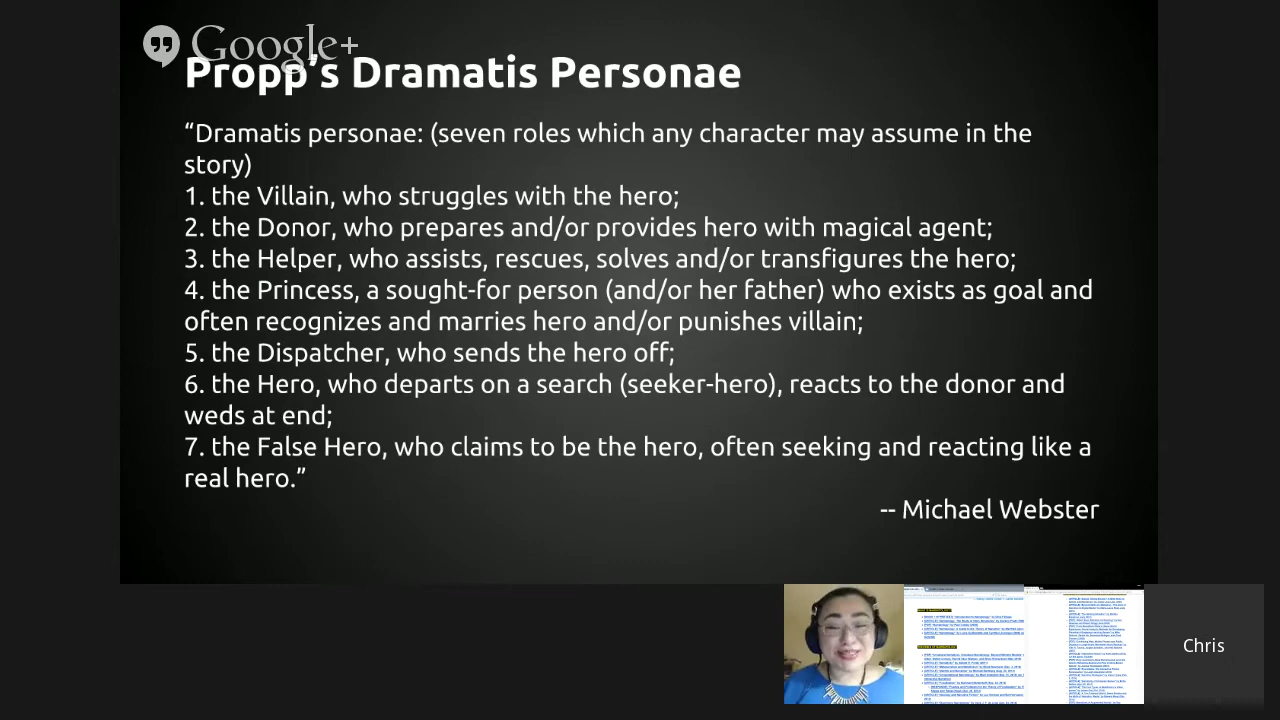 Google+
Propp's Dramatis Personae
“Dramatis personae: (seven roles which any character may assume in the
story)
1. the Villain, who struggles with the hero;
2. the Donor, who prepares and/or provides hero with magical agent;
3. the Helper, who assists, rescues, solves and/or transfigures the hero;
4. the Princess, a sought-for person (and/or her father) who exists as goal and
often recognizes and marries hero and/or punishes villain;
5. the Dispatcher, who sends the hero off;
6. the Hero, who departs on a search (seeker-hero), reacts to the donor and
weds at end;
7. the False Hero, who claims to be the hero, often seeking and reacting like a
real hero.”
-- Michael Webster
Chris